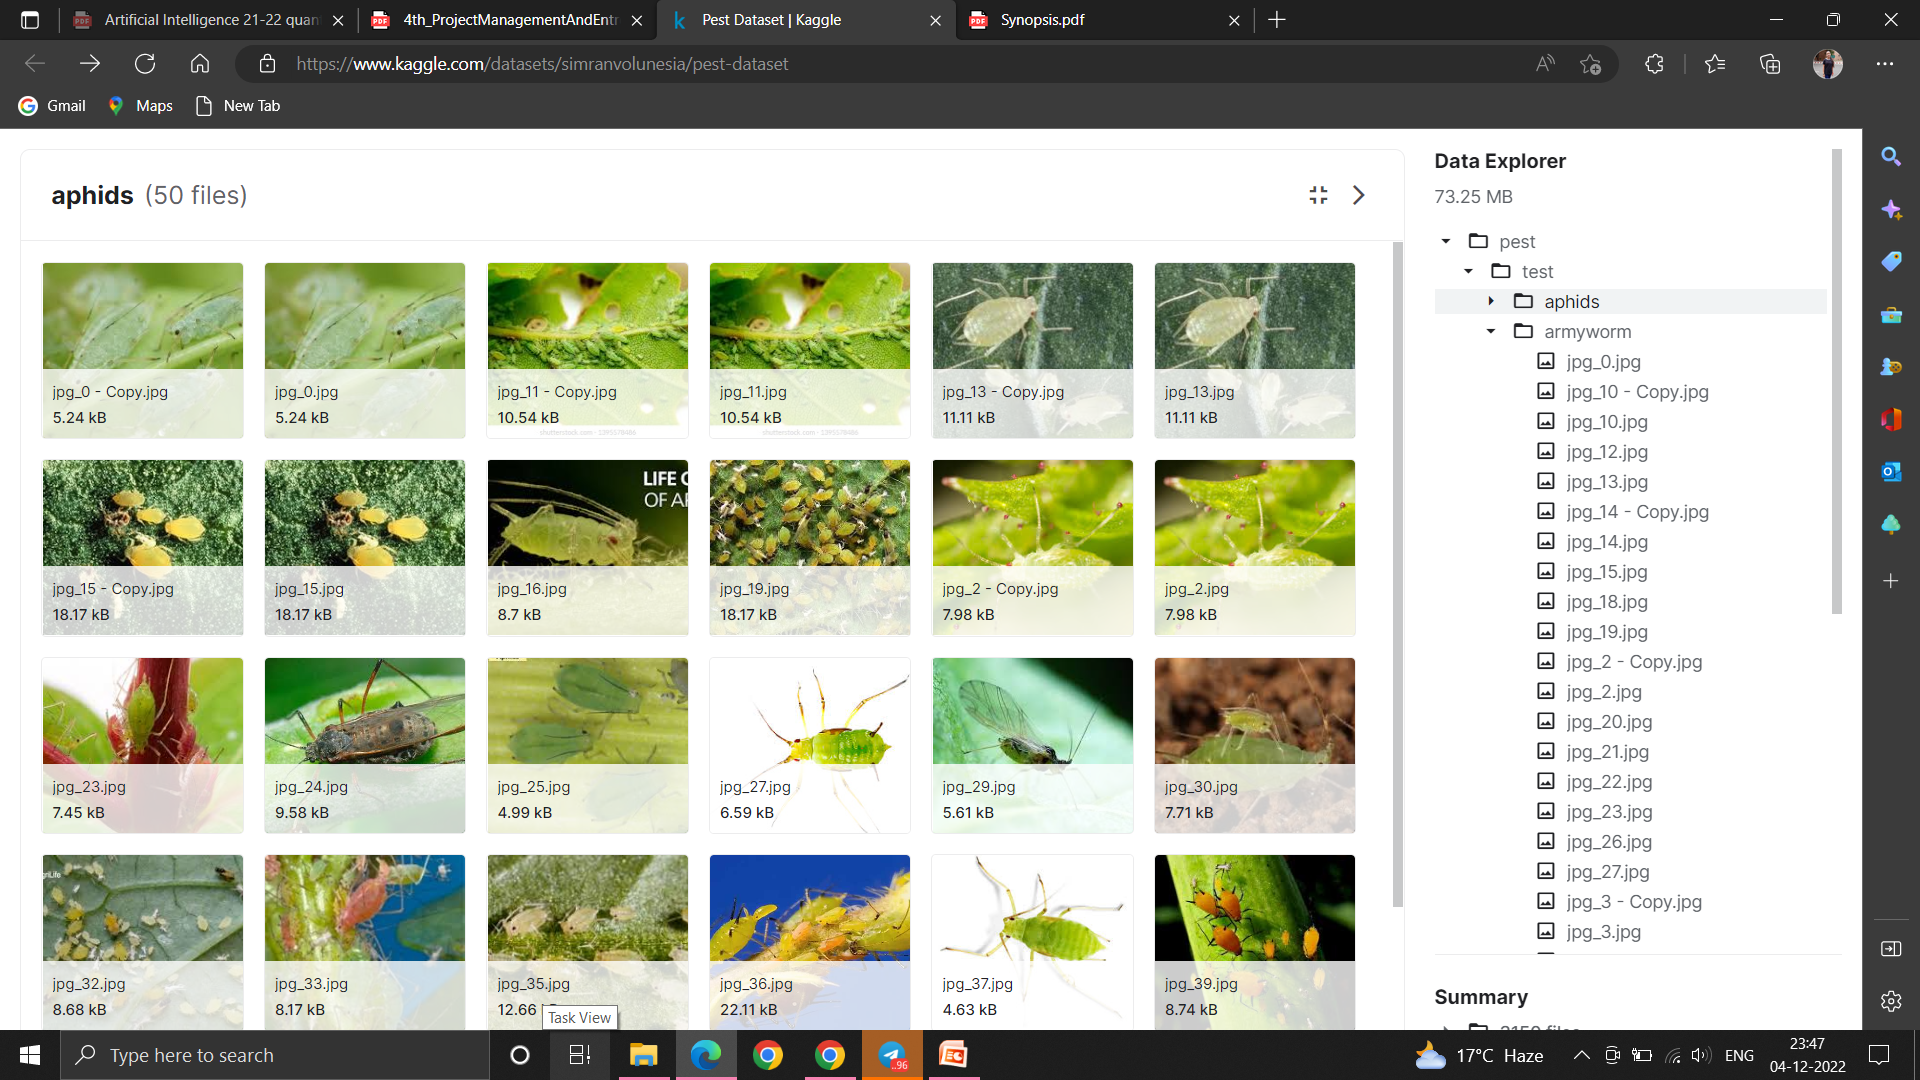 Artificial Intelligence 21-22 quan
4th_ProjectManagementAndEntr
Pest Dataset | Kaggle
Synopsis.pdf
https://www.kaggle.com/datasets/simranvolunesia/pest-dataset
Gmail
Maps
New Tab
aphids (50 files)
jpg_0 - Copy.jpg
5.24 kB
jpg_0.jpg
5.24 kB
jpg_11 - Copy.jpg
10.54 kB
shutterstock.com · 1295578486
jpg_11.jpg
10.54 kB
shutterstock.com · 1295578486
jpg_13 - Copy.jpg
11.11 kB
jpg_13.jpg
11.11 kB
jpg_15 - Copy.jpg
18.17 kB
jpg_15.jpg
18.17 kB
LIFE C
OF AP
jpg_16.jpg
8.7 kB
jpg_19.jpg
18.17 kB
jpg_2 - Copy.jpg
7.98 kB
jpg_2.jpg
7.98 kB
jpg_23.jpg
7.45 kB
jpg_24.jpg
9.58 kB
jpg_25.jpg
4.99 kB
jpg_27.jpg
6.59 kB
jpg_29.jpg
5.61 kB
jpg_30.jpg
7.71 kB
griLife
jpg_32.jpg
8.68 kB
jpg_33.jpg
8.17 kB
jpg_35.jpg
12.66
Task View
jpg_36.jpg
22.11 kB
jpg_37.jpg
4.63 kB
jpg_39.jpg
8.74 kB
Data Explorer
73.25 MB
pest
test
aphids
armyworm
jpg_0.jpg
jpg_10 - Copy.jpg
jpg_10.jpg
jpg_12.jpg
jpg_13.jpg
jpg_14 - Copy.jpg
jpg_14.jpg
jpg_15.jpg
jpg_18.jpg
jpg_19.jpg
jpg_2 - Copy.jpg
jpg_2.jpg
jpg_20.jpg
jpg_21.jpg
jpg_22.jpg
jpg_23.jpg
jpg_26.jpg
jpg_27.jpg
jpg_3 - Copy.jpg
jpg_3.jpg
Summary
Type here to search
..96
17°C Haze
ENG
23:47
04-12-2022